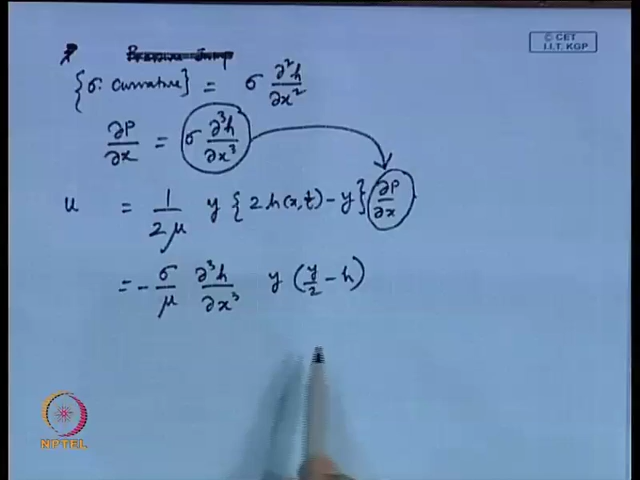 © CET
I.I.T. KGP
{σ. Curvature} = σ ∂²h/∂x²
∂P/∂x = σ ∂³h/∂x³
u = 1/2μ y {2h(x,t) - y} ∂P/∂x
= - σ/μ ∂³h/∂x³ y (y/2 - h)
NPTEL